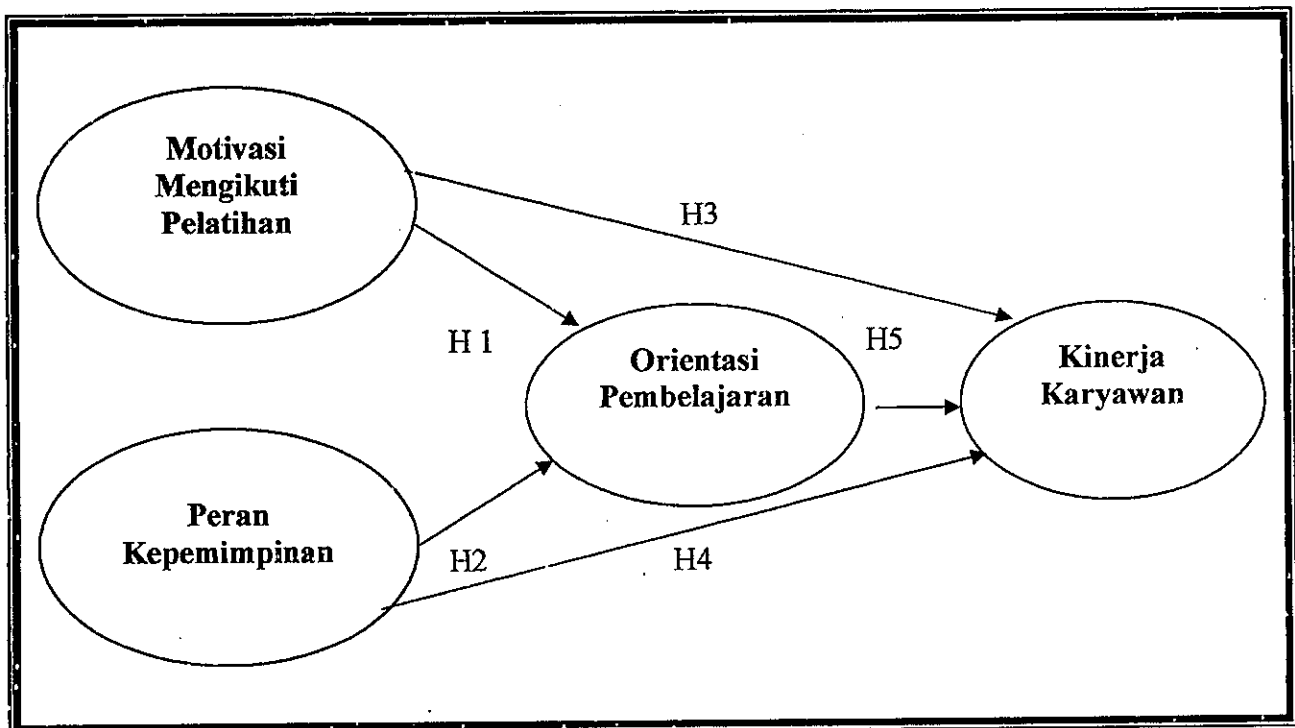 Motivasi
Mengikuti
Pelatihan
H3
H 1
Orientasi
Pembelajaran
H5
Kinerja
Karyawan
Peran
Kepemimpinan
H2
H4